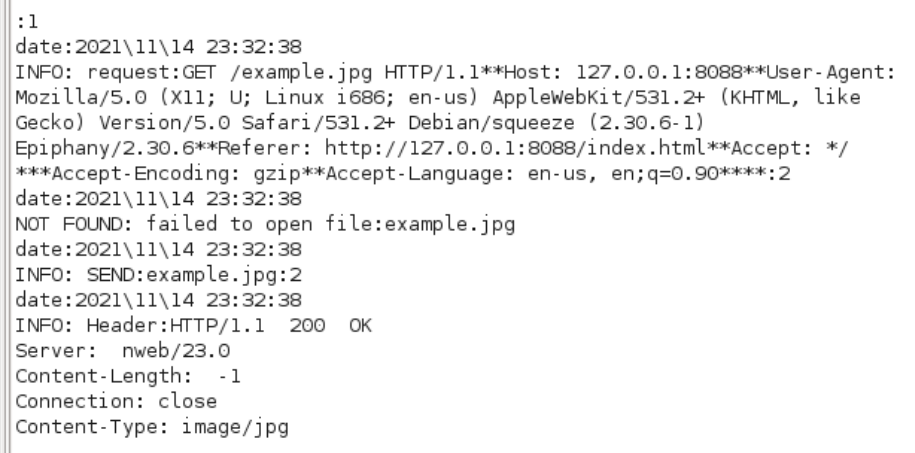 :1
date:2021\11\14 23:32:38
INFO: request:GET /example.jpg HTTP/1.1**Host: 127.0.0.1:8088**User-Agent:
Mozilla/5.0 (X11; U; Linux i686; en-us) AppleWebKit/531.2+ (KHTML, like
Gecko) Version/5.0 Safari/531.2+ Debian/squeeze (2.30.6-1)
Epiphany/2.30.6**Referer: http://127.0.0.1:8088/index.html**Accept: */
***Accept-Encoding: gzip**Accept-Language: en-us, en;q=0.90****:2
date:2021\11\14 23:32:38
NOT FOUND: failed to open file:example.jpg
date:2021\11\14 23:32:38
INFO: SEND:example.jpg:2
date:2021\11\14 23:32:38
INFO: Header:HTTP/1.1  200  OK
Server:  nweb/23.0
Content-Length:  -1
Connection: close
Content-Type: image/jpg